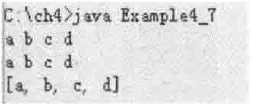 C:\ch4>java Example4_7
a b c d
a b c d
[a, b, c, d]